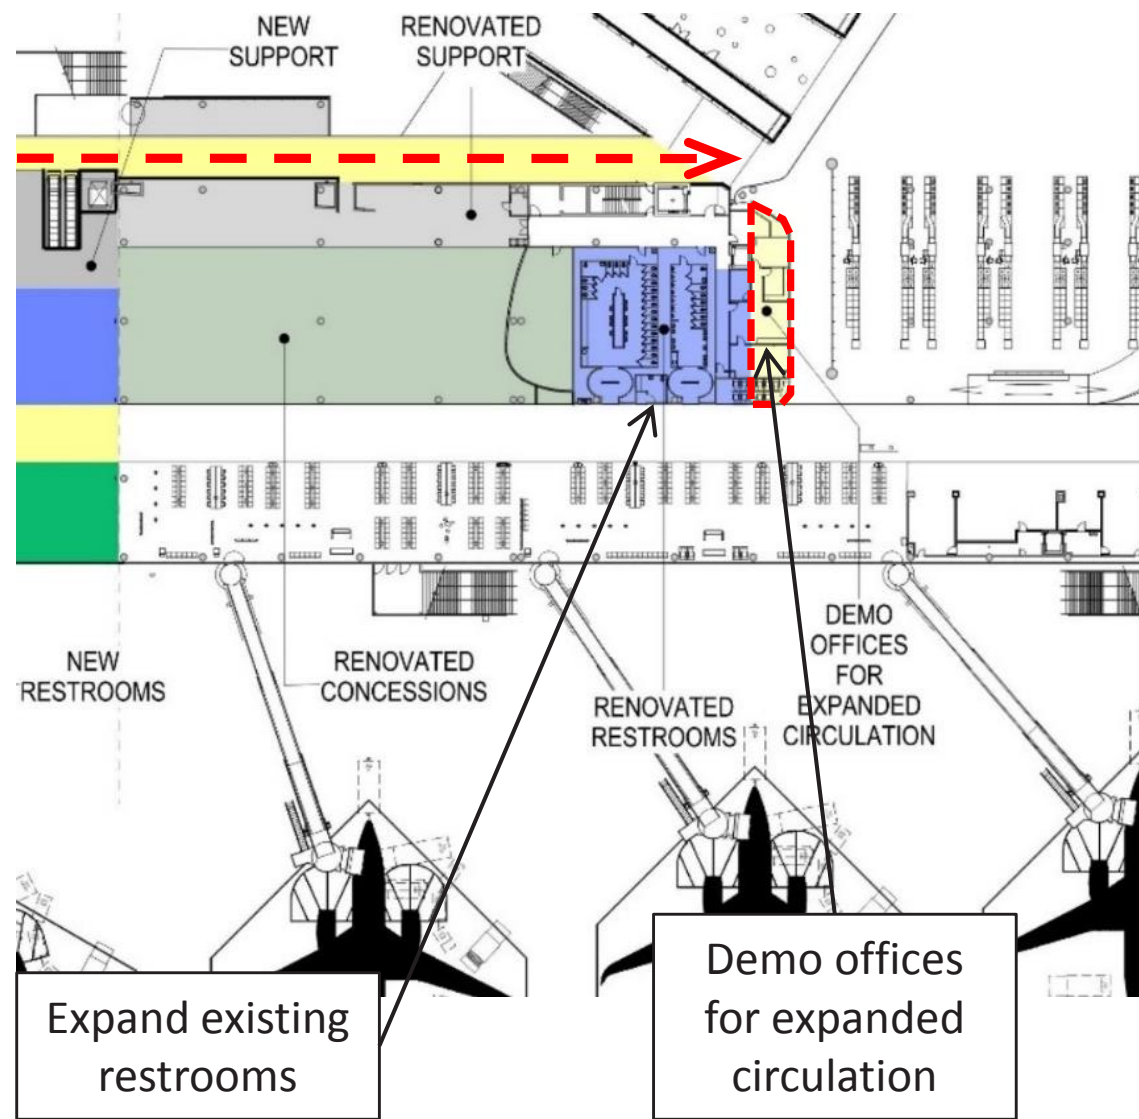 NEW
SUPPORT
RENOVATED
SUPPORT
NEW
RESTROOMS
RENOVATED
CONCESSIONS
RENOVATED
RESTROOMS
DEMO
OFFICES
FOR
EXPANDED
CIRCULATION
Expand existing
restrooms
Demo offices
for expanded
circulation